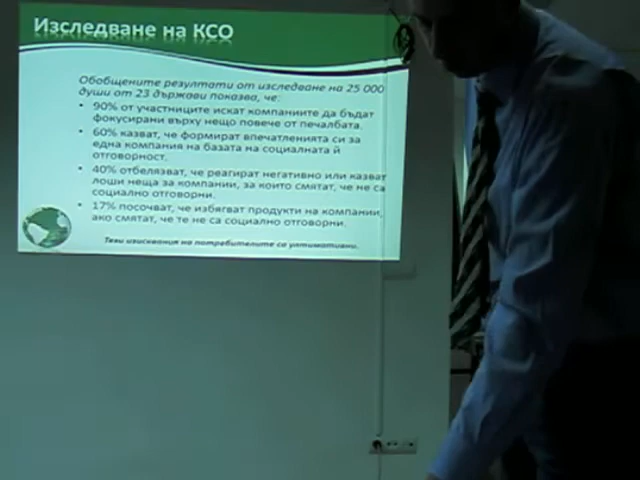 Изследване на КСО
Обобщените резултати от изследване на 25 000
души от 23 държави показва, че:
• 90% от участниците искат компаниите да бъдат
фокусирани върху нещо повече от печалбата.
• 60% казват, че формират впечатленията си за
една компания на базата на социалната й
отговорност.
• 40% отбелязват, че реагират негативно или казват
лоши неща за компании, за които смятат, че не са
социално отговорни.
• 17% посочват, че избягват продукти на компании,
ако смятат, че те не са социално отговорни.
Тези изисквания на потребителите са ултимативни.